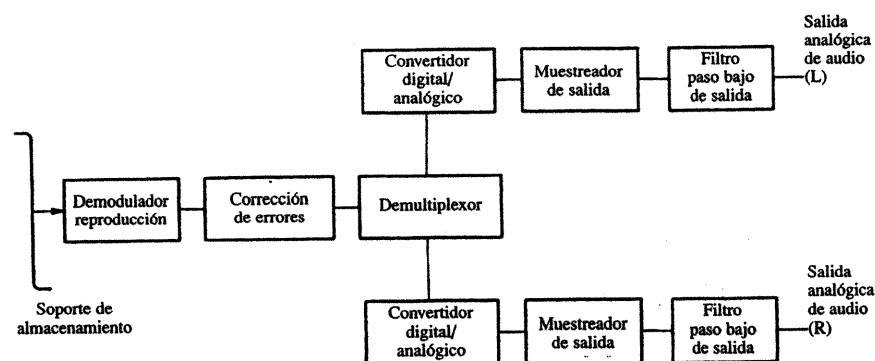 Salida
analógica
de audio
(L)
Convertidor
digital/
analógico
Muestreador
de salida
Filtro
paso bajo
de salida
Demodulador
reproducción
Corrección
de errores
Demultiplexor
Soporte de
almacenamiento
Convertidor
digital/
analógico
Muestreador
de salida
Filtro
paso bajo
de salida
Salida
analógica
de audio
(R)